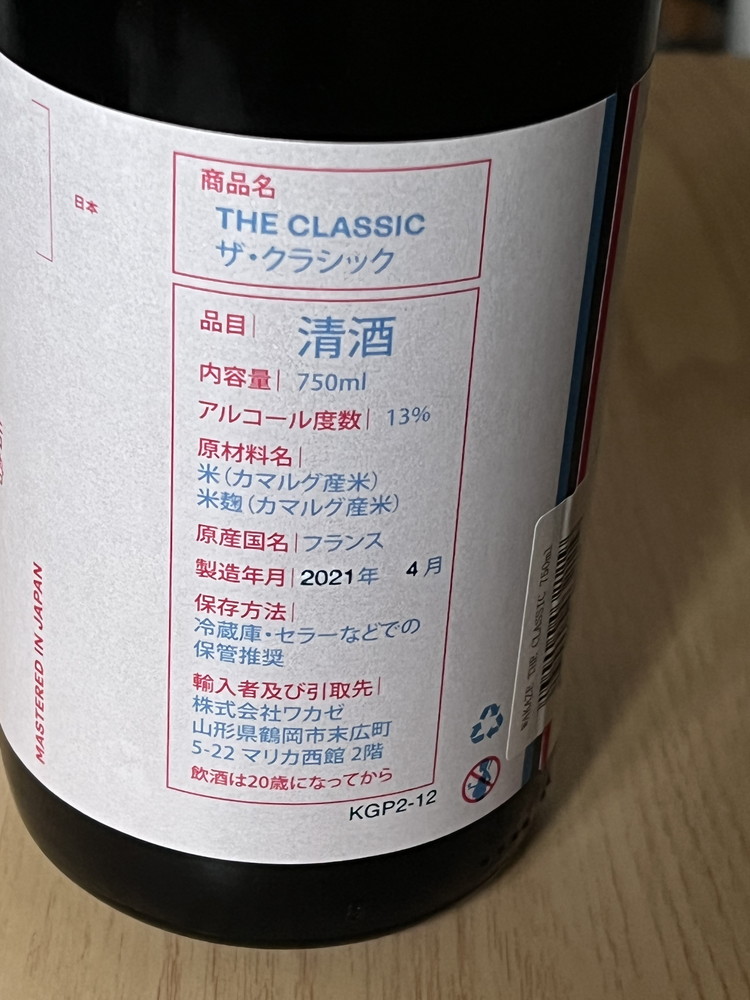 日本
MASTERED IN JAPAN
商品名
THE CLASSIC
ザ・クラシック
品目| 清酒
内容量| 750ml
アルコール度数| 13%
原材料名|
米（カマルグ産米）
米麹（カマルグ産米）
原産国名|フランス
製造年月|2021年 4月
保存方法|
冷蔵庫・セラーなどでの
保管推奨
輸入者及び引取先|
株式会社ワカゼ
山形県鶴岡市末広町
5-22 マリカ西館 2階
飲酒は20歳になってから
KGP2-12
WAKAZE THE CLASSIC 750ml